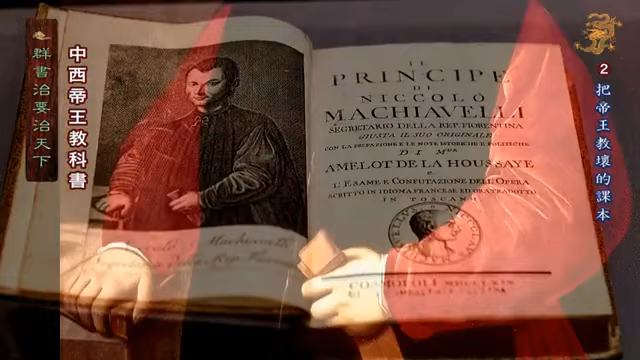 群書治要治天下
中西帝王教科書
2 把帝王教壞的課本
IL
PRINCIPE
DI
NICCOLÒ
MACHIAVELLI
SEGRETARIO DELLA REP. FIORENTINA
GIUSTA IL SUO ORIGINALE
CON LA PREFAZIONE E LE NOTE ISTORICHE E POLITICHE
DI Mr.
AMELOT DE LA HOUSSAYE
e
L'ESAME E CONFUTAZIONE DELL'OPERA
SCRITTO IN IDIOMA FRANCESE ED ORA TRADOTTO
IN TOSCANO
COSMOPOLI
Machiavelli